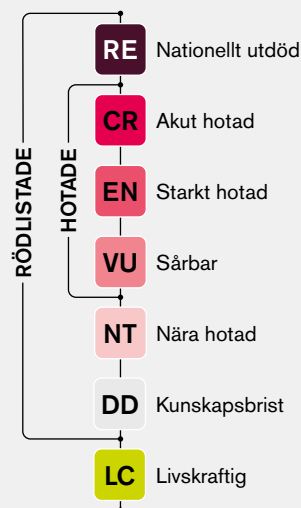 RÖDLISTADE
HOTADE
RE Nationellt utdöd
CR Akut hotad
EN Starkt hotad
VU Sårbar
NT Nära hotad
DD Kunskapsbrist
LC Livskraftig